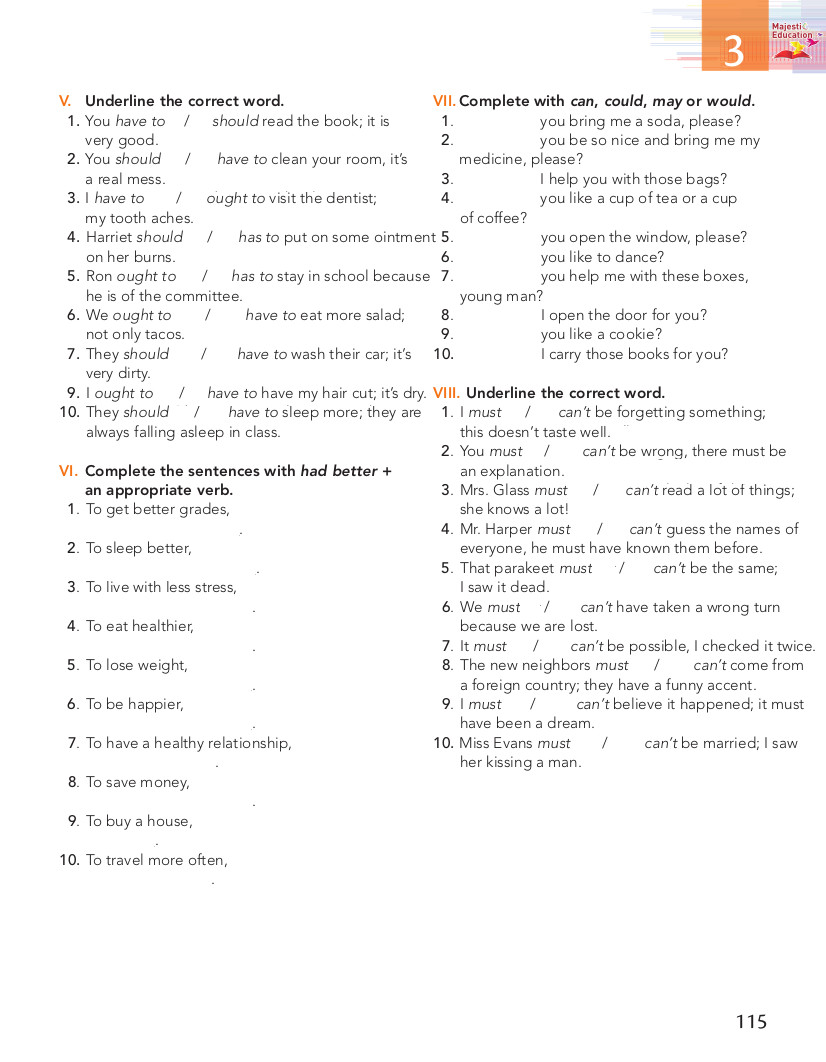 3
Majesti
Education
V. Underline the correct word.
1. You have to / should read the book; it is
very good.
2. You should / have to clean your room, it's
a real mess.
3. I have to / ought to visit the dentist;
my tooth aches.
4. Harriet should / has to put on some ointment
on her burns.
5. Ron ought to / has to stay in school because
he is of the committee.
6. We ought to / have to eat more salad;
not only tacos.
7. They should / have to wash their car; it's
very dirty.
9. I ought to / have to have my hair cut; it's dry.
10. They should / have to sleep more; they are
always falling asleep in class.
VI. Complete the sentences with had better +
an appropriate verb.
1. To get better grades,
.
2. To sleep better,
.
3. To live with less stress,
.
4. To eat healthier,
.
5. To lose weight,
.
6. To be happier,
.
7. To have a healthy relationship,
.
8. To save money,
.
9. To buy a house,
.
10. To travel more often,
.
VII. Complete with can, could, may or would.
1. you bring me a soda, please?
2. you be so nice and bring me my
medicine, please?
3. I help you with those bags?
4. you like a cup of tea or a cup
of coffee?
5. you open the window, please?
6. you like to dance?
7. you help me with these boxes,
young man?
8. I open the door for you?
9. you like a cookie?
10. I carry those books for you?
VIII. Underline the correct word.
1. I must / can't be forgetting something;
this doesn't taste well.
2. You must / can't be wrong, there must be
an explanation.
3. Mrs. Glass must / can't read a lot of things;
she knows a lot!
4. Mr. Harper must / can't guess the names of
everyone, he must have known them before.
5. That parakeet must / can't be the same;
I saw it dead.
6. We must / can't have taken a wrong turn
because we are lost.
7. It must / can't be possible, I checked it twice.
8. The new neighbors must / can't come from
a foreign country; they have a funny accent.
9. I must / can't believe it happened; it must
have been a dream.
10. Miss Evans must / can't be married; I saw
her kissing a man.
115